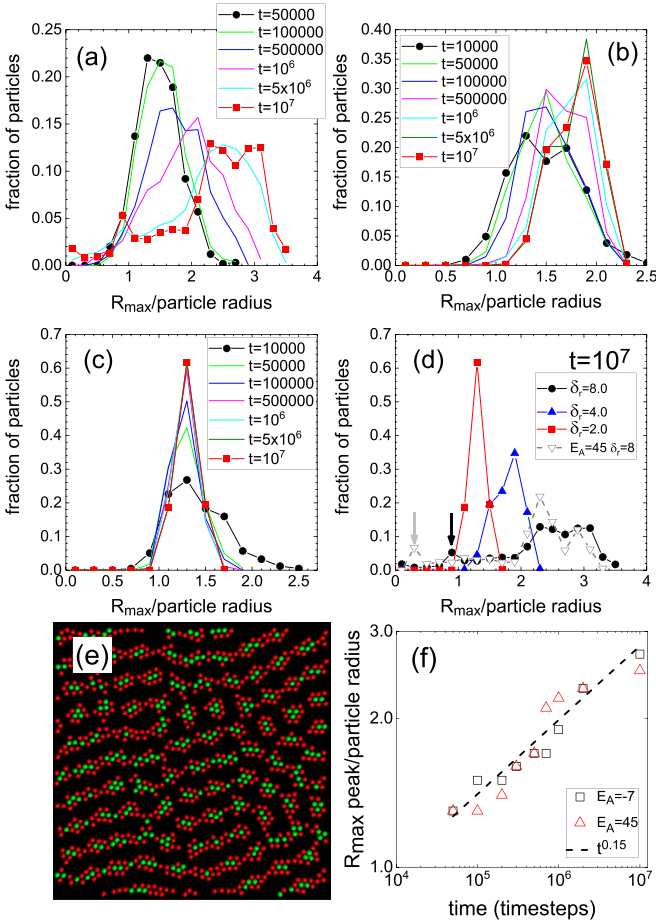 (a)
t=50000
t=100000
t=500000
t=10⁶
t=5x10⁶
t=10⁷
fraction of particles
0.25
0.20
0.15
0.10
0.05
0.00
0 1 2 3 4
R_max/particle radius
(b)
t=10000
t=50000
t=100000
t=500000
t=10⁶
t=5x10⁶
t=10⁷
fraction of particles
0.40
0.35
0.30
0.25
0.20
0.15
0.10
0.05
0.00
0.0 0.5 1.0 1.5 2.0 2.5
R_max/particle radius
(c)
t=10000
t=50000
t=100000
t=500000
t=10⁶
t=5x10⁶
t=10⁷
fraction of particles
0.7
0.6
0.5
0.4
0.3
0.2
0.1
0.0
0.0 0.5 1.0 1.5 2.0 2.5
R_max/particle radius
(d)
t=10⁷
δ_r=8.0
δ_r=4.0
δ_r=2.0
E_A=45 δ_r=8
fraction of particles
0.7
0.6
0.5
0.4
0.3
0.2
0.1
0.0
0 1 2 3 4
R_max/particle radius
(e)
(f)
R_max peak/particle radius
3.0
2.0
1.0
E_A=-7
E_A=45
t^0.15
10⁴ 10⁵ 10⁶ 10⁷
time (timesteps)